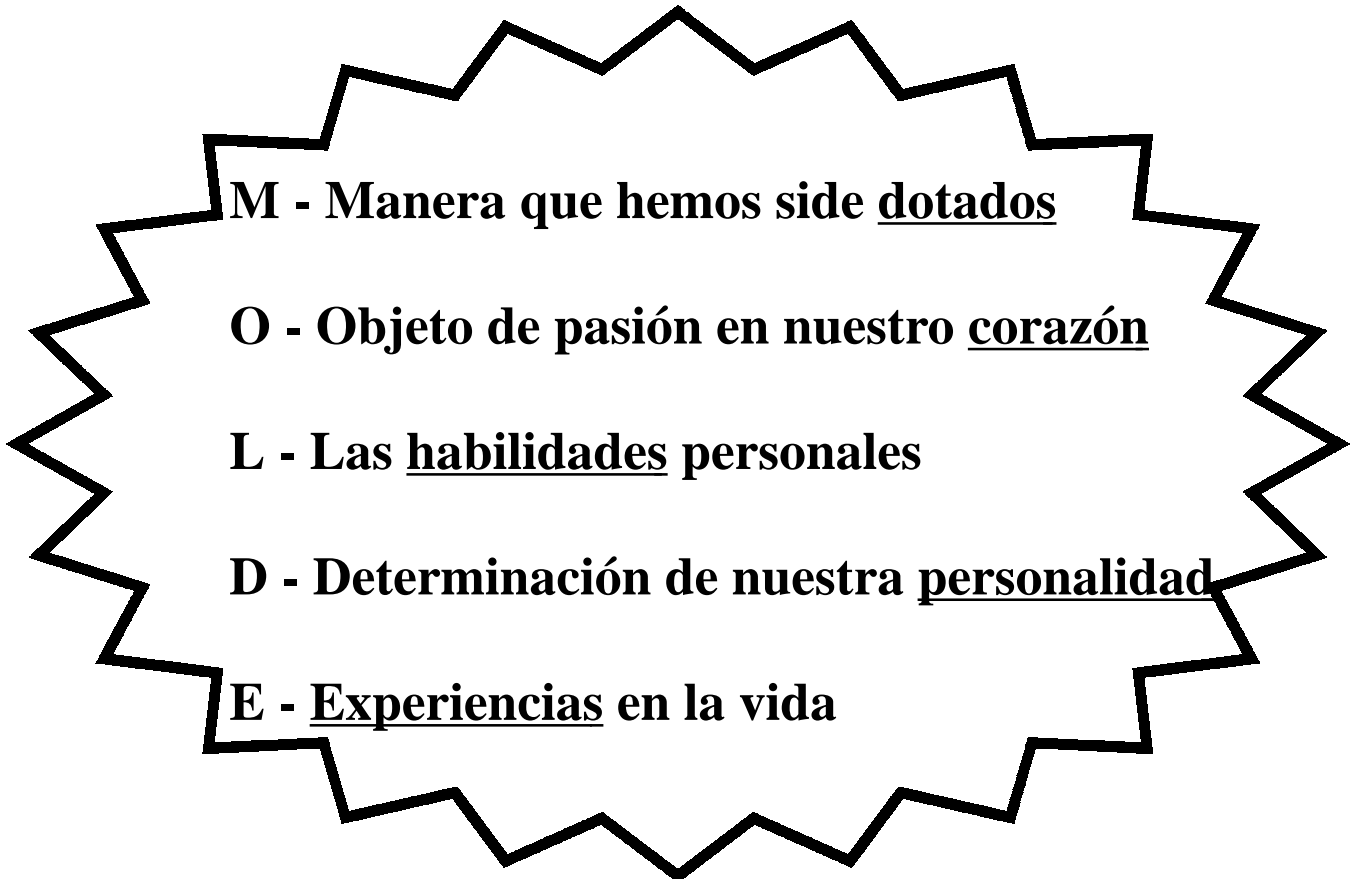 M - Manera que hemos side dotados
O - Objeto de pasión en nuestro corazón
L - Las habilidades personales
D - Determinación de nuestra personalidad
E - Experiencias en la vida